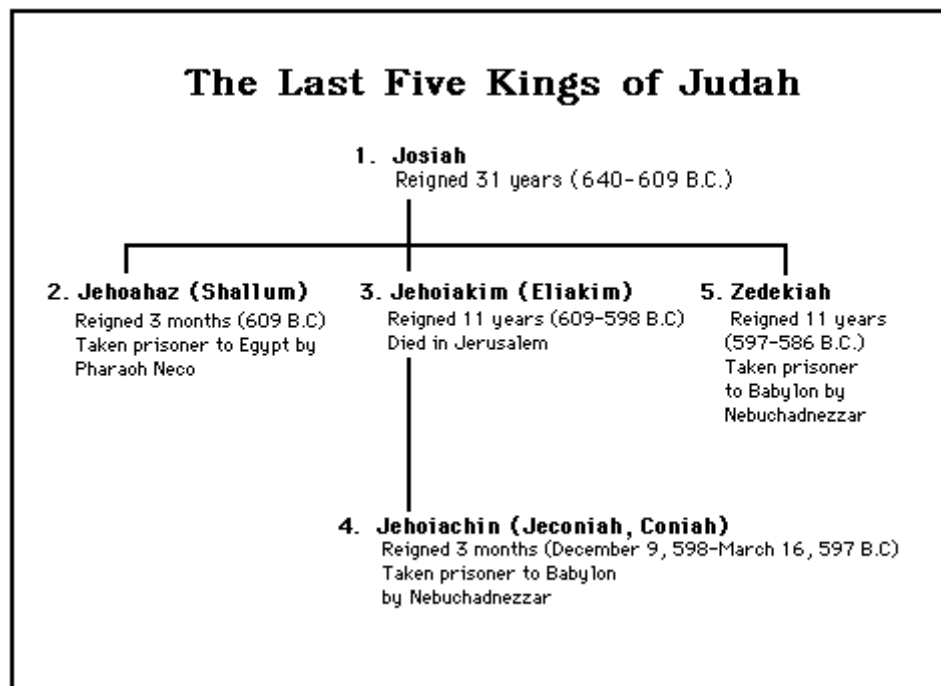 The Last Five Kings of Judah
1. Josiah
Reigned 31 years (640-609 B.C.)
2. Jehoahaz (Shallum)
Reigned 3 months (609 B.C)
Taken prisoner to Egypt by
Pharaoh Neco
3. Jehoiakim (Eliakim)
Reigned 11 years (609-598 B.C)
Died in Jerusalem
5. Zedekiah
Reigned 11 years
(597-586 B.C.)
Taken prisoner
to Babylon by
Nebuchadnezzar
4. Jehoiachin (Jeconiah, Coniah)
Reigned 3 months (December 9, 598-March 16, 597 B.C)
Taken prisoner to Babylon
by Nebuchadnezzar